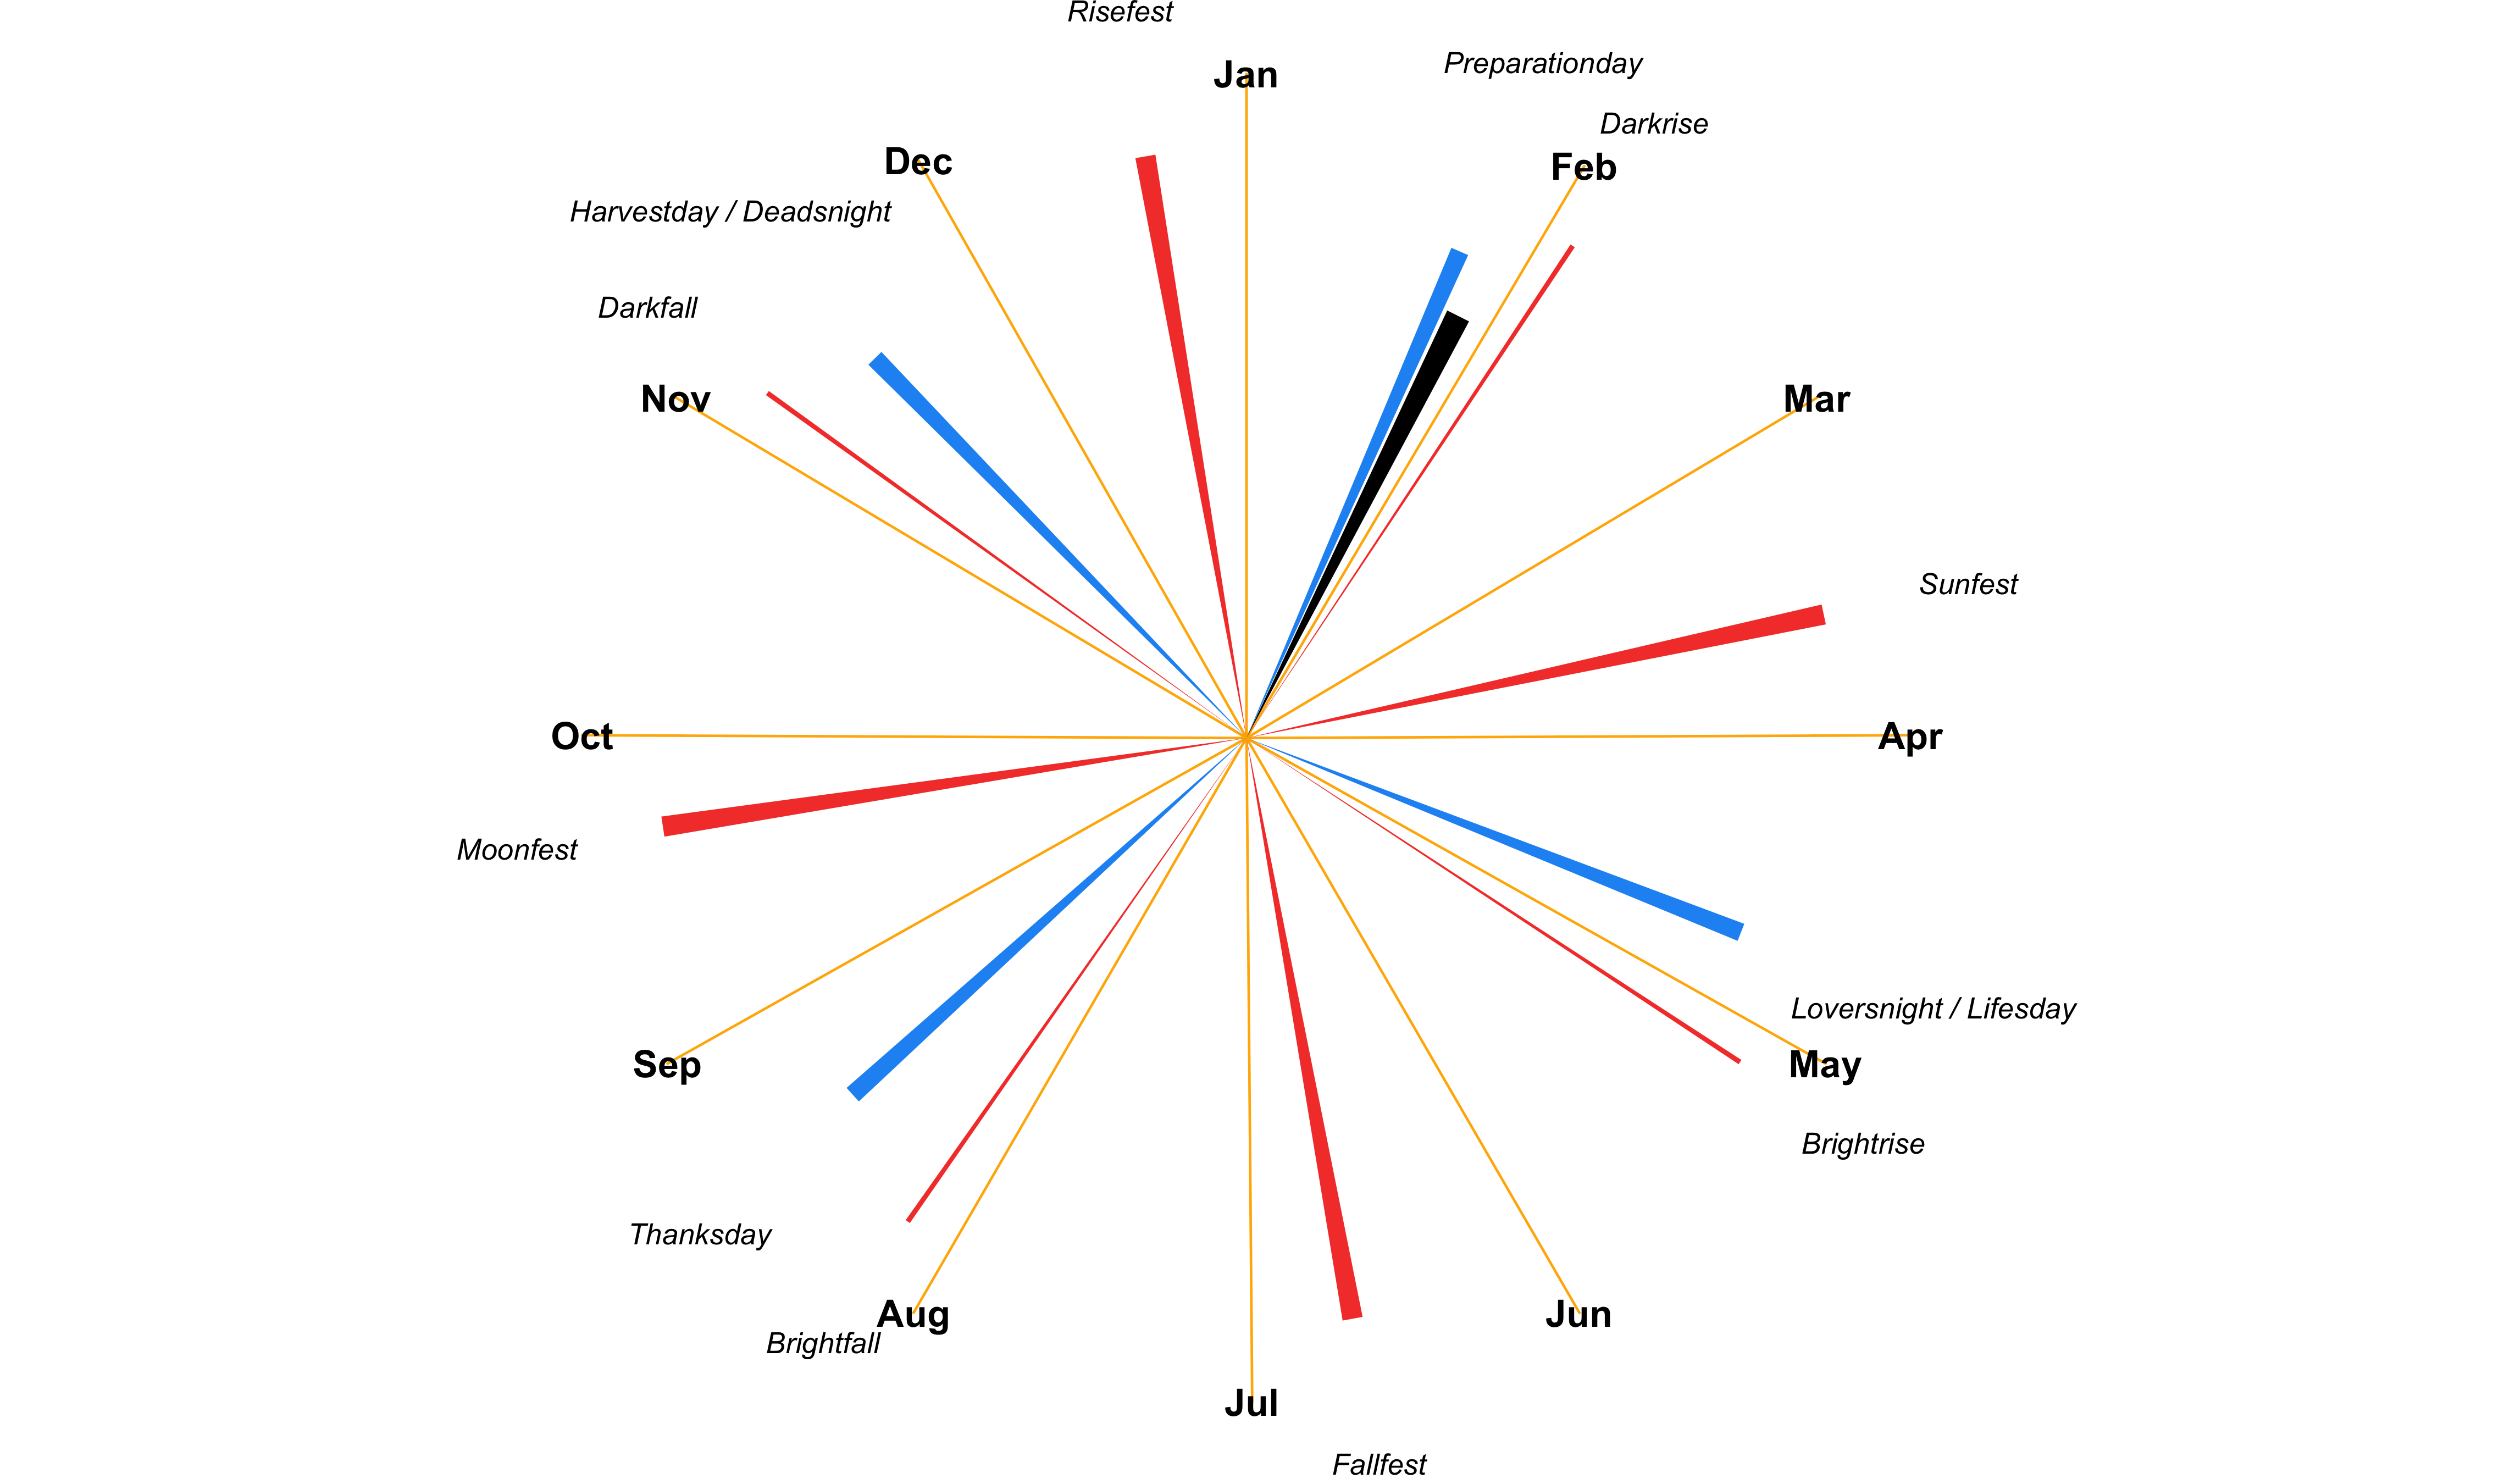 Risefest
Preparationday
Jan
Darkrise
Dec
Feb
Harvestday / Deadsnight
Darkfall
Nov
Mar
Sunfest
Oct
Apr
Moonfest
Loversnight / Lifesday
Sep
May
Brightrise
Thanksday
Aug
Jun
Brightfall
Jul
Fallfest